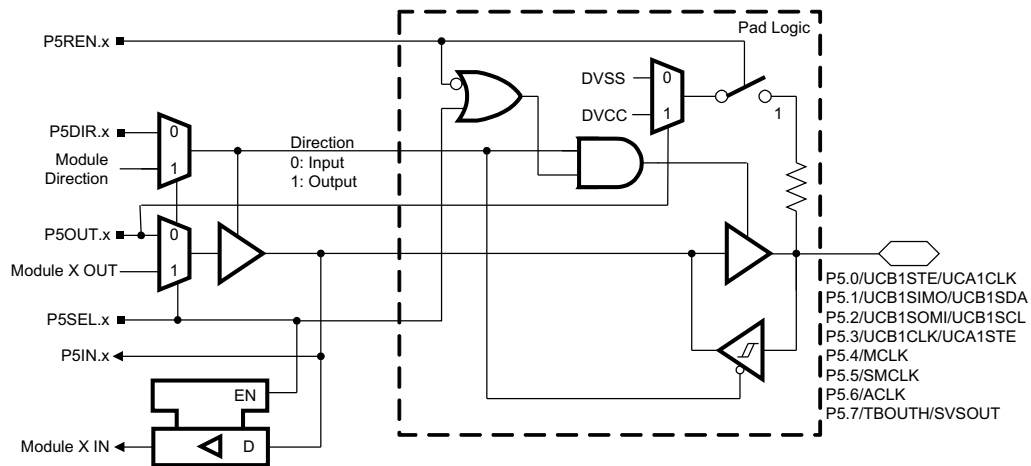 Pad Logic
P5REN.x
DVSS
0
DVCC
1
1
P5DIR.x
0
Module
Direction
1
Direction
0: Input
1: Output
P5OUT.x
0
Module X OUT
1
P5SEL.x
P5IN.x
EN
Module X IN
D
P5.0/UCB1STE/UCA1CLK
P5.1/UCB1SIMO/UCB1SDA
P5.2/UCB1SOMI/UCB1SCL
P5.3/UCB1CLK/UCA1STE
P5.4/MCLK
P5.5/SMCLK
P5.6/ACLK
P5.7/TBOUTH/SVSOUT